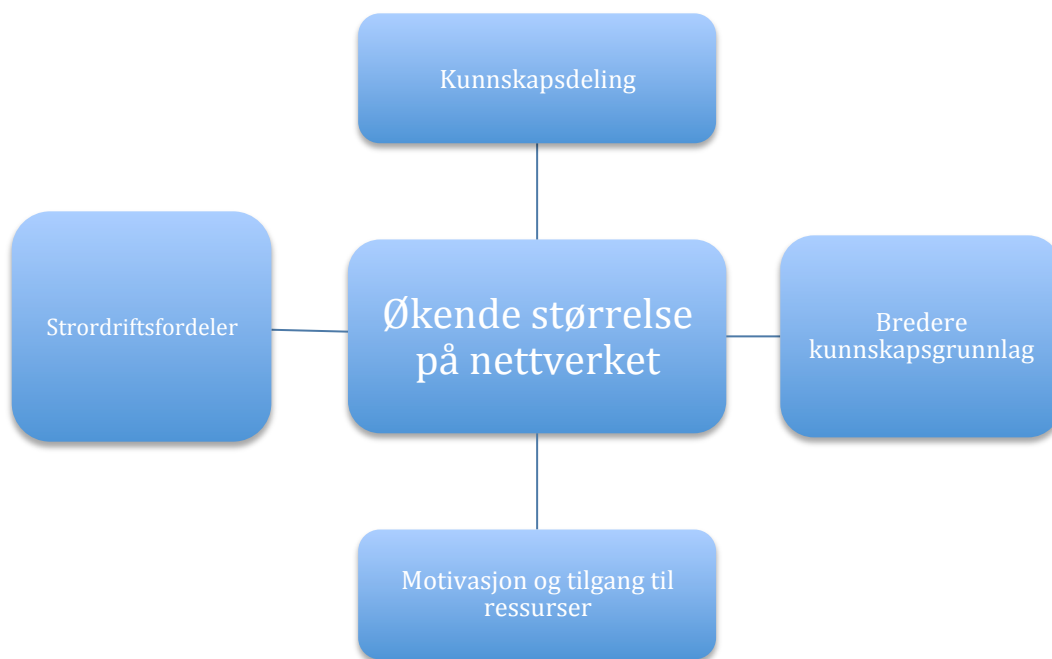 Kunnskapsdeling
Strordriftsfordeler
Økende størrelse
på nettverket
Bredere
kunnskapsgrunnlag
Motivasjon og tilgang til
ressurser